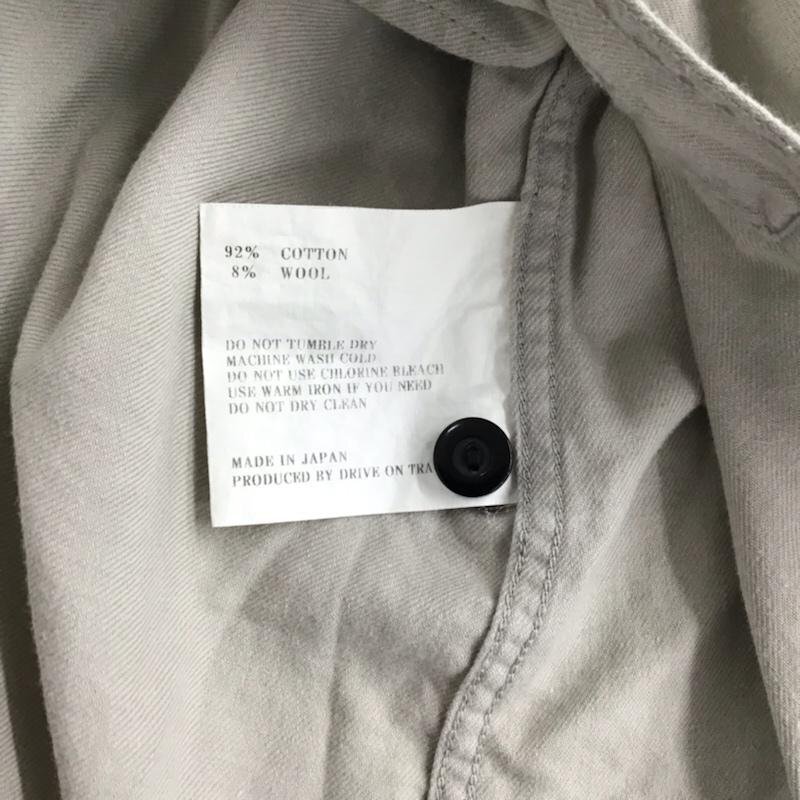 92% COTTON
8% WOOL
DO NOT TUMBLE DRY
MACHINE WASH COLD
DO NOT USE CHLORINE BLEACH
USE WARM IRON IF YOU NEED
DO NOT DRY CLEAN
MADE IN JAPAN
PRODUCED BY DRIVE ON